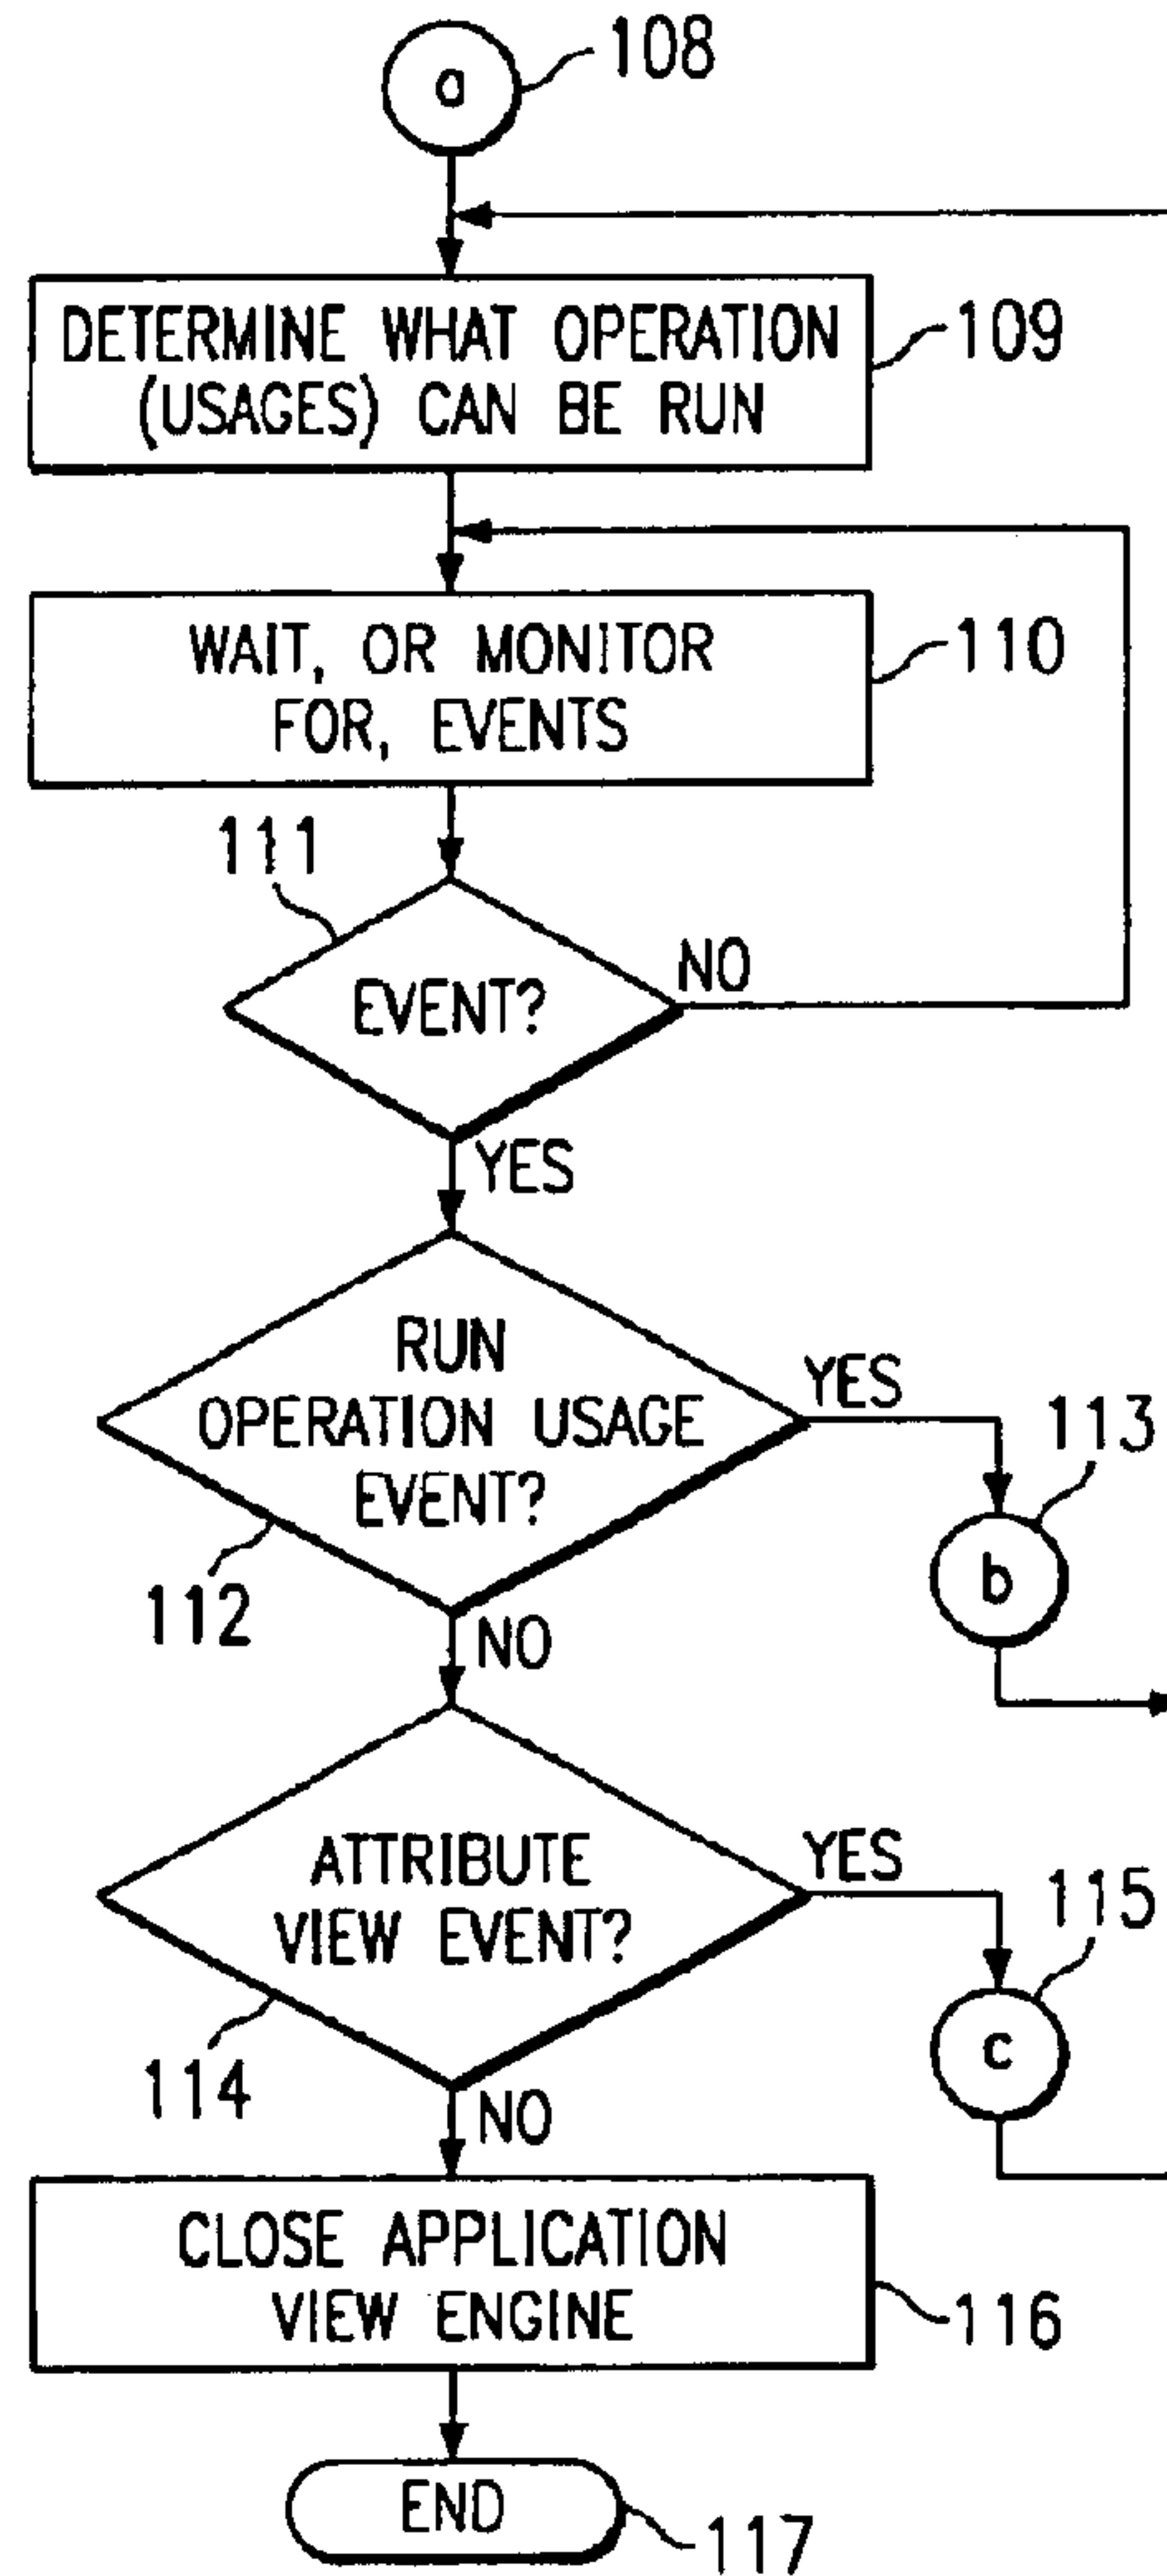 a
108
DETERMINE WHAT OPERATION
(USAGES) CAN BE RUN
109
WAIT, OR MONITOR
FOR, EVENTS
110
111
EVENT?
NO
YES
RUN
OPERATION USAGE
EVENT?
YES
113
112
b
NO
ATTRIBUTE
VIEW EVENT?
YES
115
114
c
NO
CLOSE APPLICATION
VIEW ENGINE
116
END
117